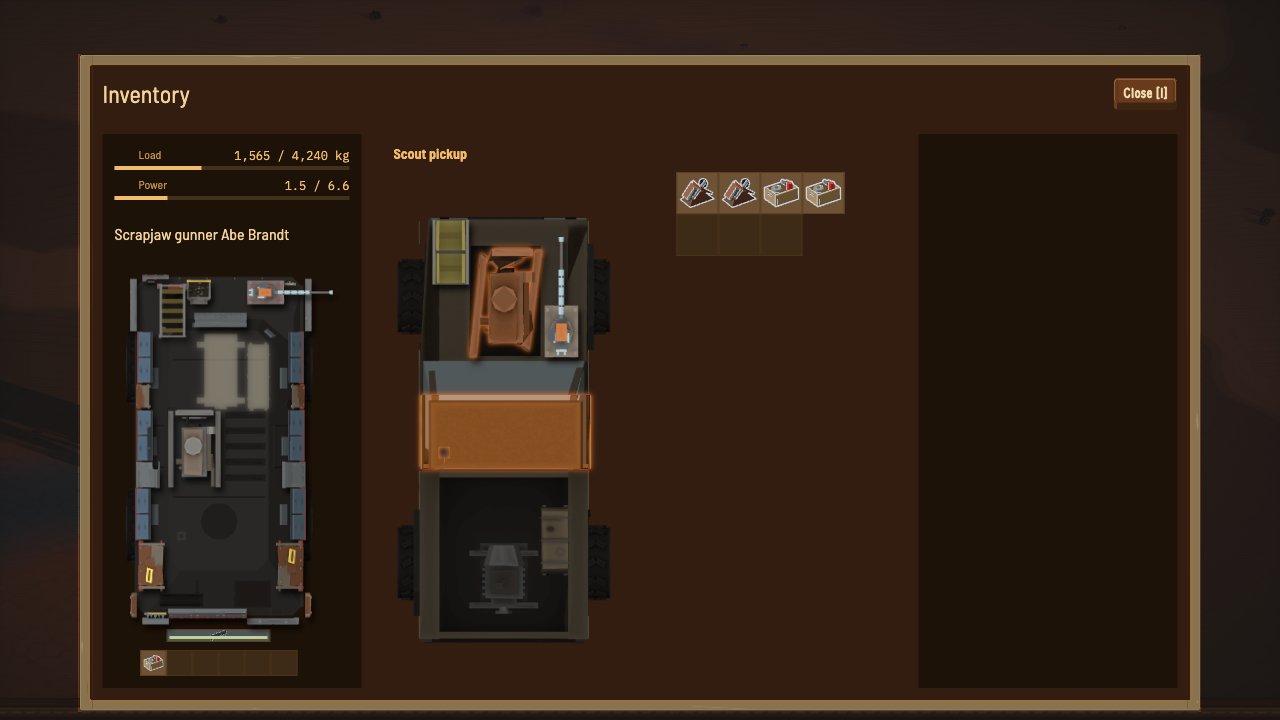 Inventory
Close [I]
Load 1,565 / 4,240 kg
Power 1.5 / 6.6
Scrapjaw gunner Abe Brandt
Scout pickup